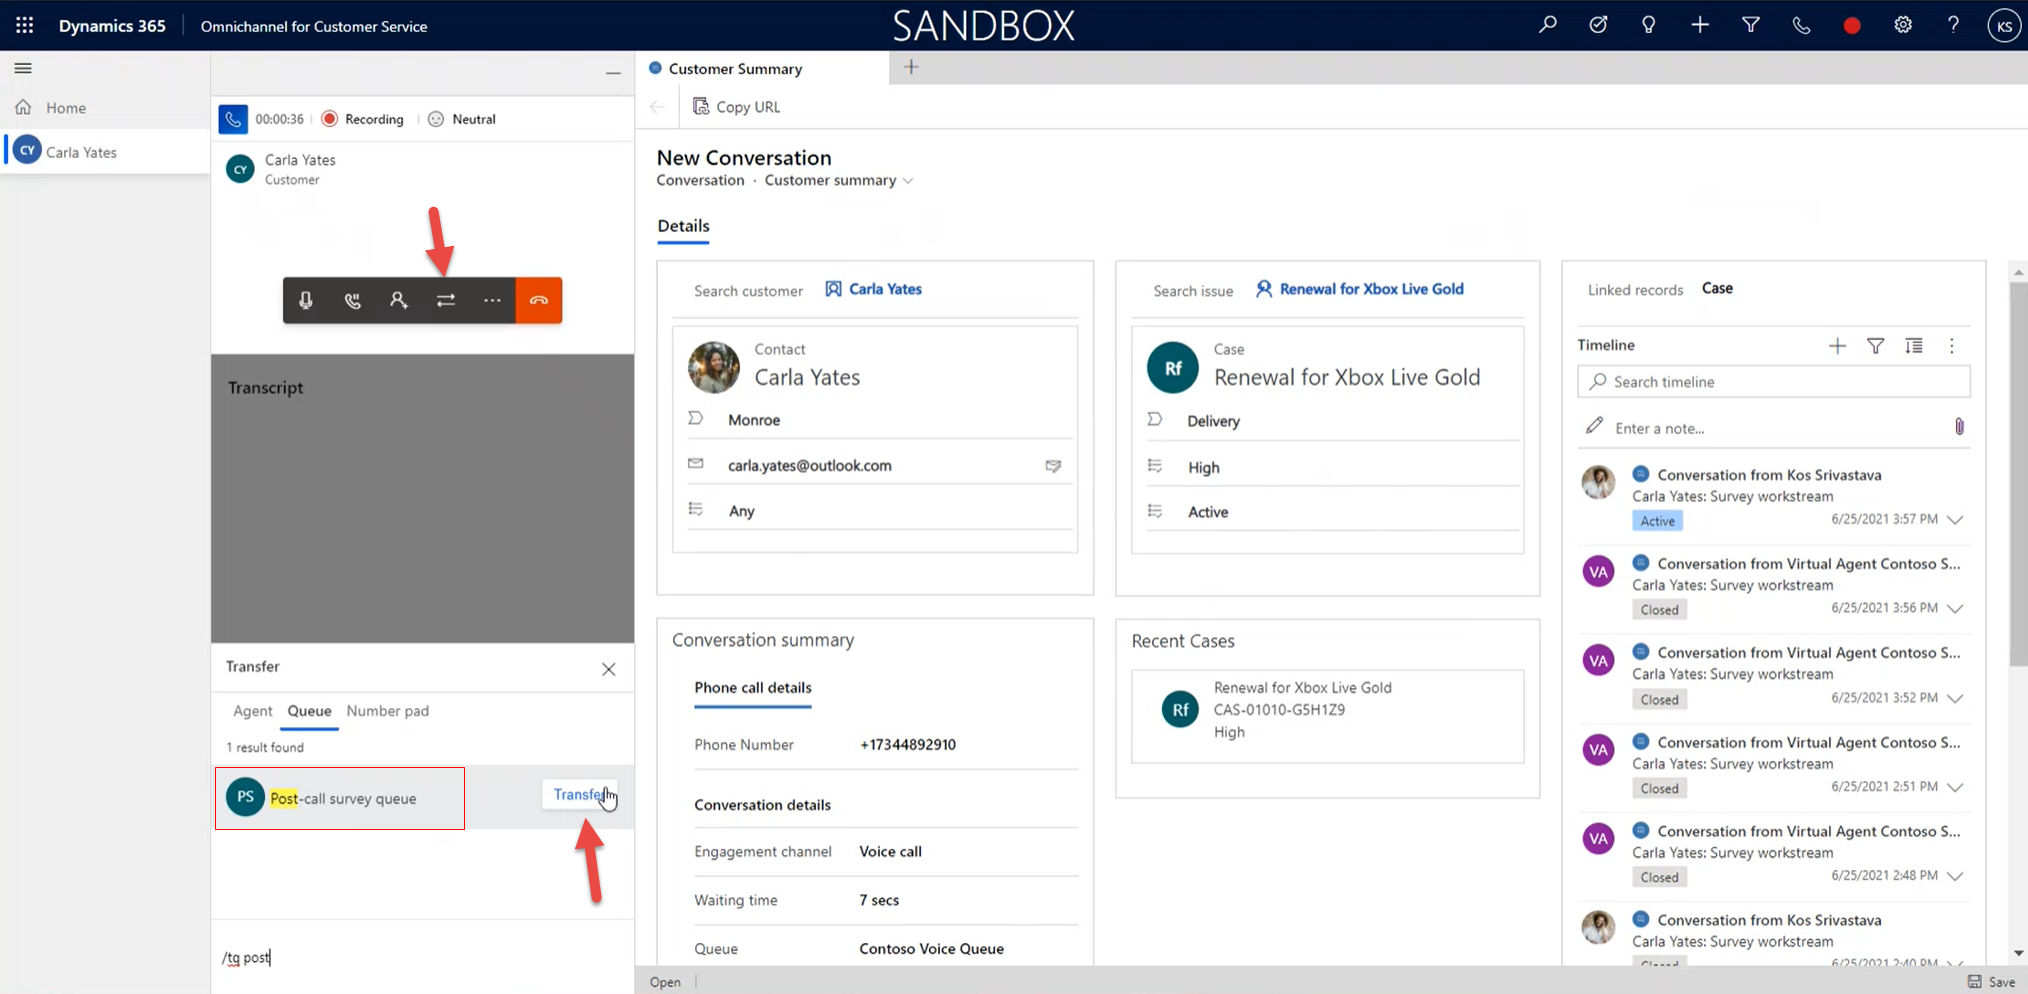 Dynamics 365
Omnichannel for Customer Service
SANDBOX
KS
Home
CY
Carla Yates
00:00:36
Recording
Neutral
CY
Carla Yates
Customer
Transcript
Transfer
Agent
Queue
Number pad
1 result found
PS
Post-call survey queue
Transfer
/tq post
Customer Summary
Copy URL
New Conversation
Conversation · Customer summary
Details
Search customer
Carla Yates
Contact
Carla Yates
Monroe
carla.yates@outlook.com
Any
Search issue
Renewal for Xbox Live Gold
Rf
Case
Renewal for Xbox Live Gold
Delivery
High
Active
Conversation summary
Phone call details
Phone Number
+17344892910
Conversation details
Engagement channel
Voice call
Waiting time
7 secs
Queue
Contoso Voice Queue
Recent Cases
Rf
Renewal for Xbox Live Gold
CAS-01010-G5H1Z9
High
Linked records
Case
Timeline
Search timeline
Enter a note...
Conversation from Kos Srivastava
Carla Yates: Survey workstream
Active
6/25/2021 3:57 PM
VA
Conversation from Virtual Agent Contoso S...
Carla Yates: Survey workstream
Closed
6/25/2021 3:56 PM
VA
Conversation from Virtual Agent Contoso S...
Carla Yates: Survey workstream
Closed
6/25/2021 3:52 PM
VA
Conversation from Virtual Agent Contoso S...
Carla Yates: Survey workstream
Closed
6/25/2021 2:51 PM
VA
Conversation from Virtual Agent Contoso S...
Carla Yates: Survey workstream
Closed
6/25/2021 2:48 PM
Conversation from Kos Srivastava
Carla Yates: Survey workstream
Closed
6/25/2021 2:40 PM
Open
Save